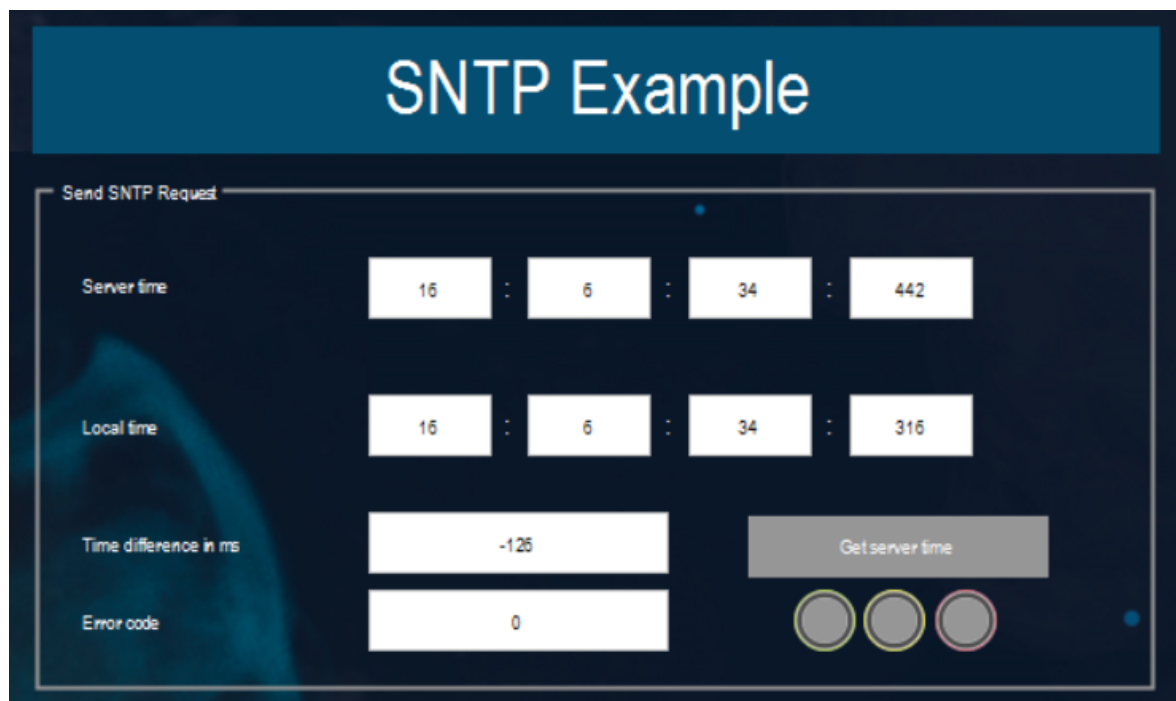 SNTP Example
Send SNTP Request
Server time 16 : 6 : 34 : 442
Local time 16 : 6 : 34 : 316
Time difference in ms -126 Get server time
Error code 0